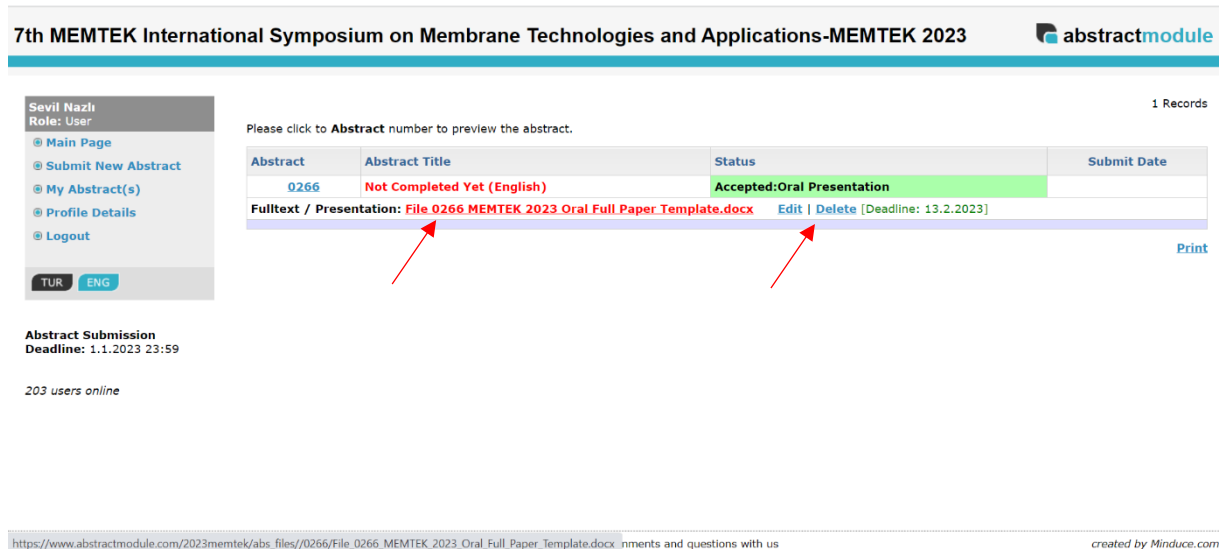 7th MEMTEK International Symposium on Membrane Technologies and Applications-MEMTEK 2023
abstractmodule
Sevil Nazlı
Role: User
Main Page
Submit New Abstract
My Abstract(s)
Profile Details
Logout
TUR ENG
Abstract Submission
Deadline: 1.1.2023 23:59
203 users online
1 Records
Please click to Abstract number to preview the abstract.
Abstract Abstract Title Status Submit Date
0266 Not Completed Yet (English) Accepted:Oral Presentation
Fulltext / Presentation: File 0266 MEMTEK 2023 Oral Full Paper Template.docx Edit | Delete [Deadline: 13.2.2023]
Print
https://www.abstractmodule.com/2023memtek/abs_files//0266/File_0266_MEMTEK_2023_Oral_Full_Paper_Template.docx nments and questions with us created by Minduce.com